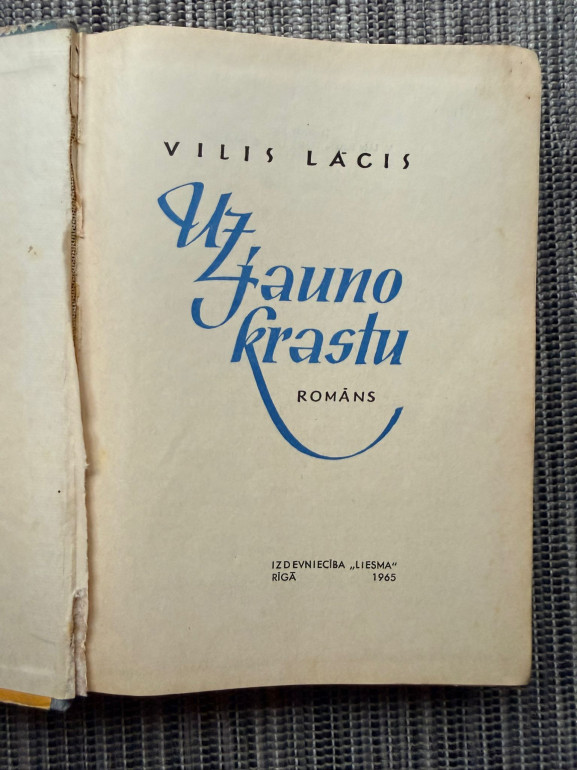 VILIS LĀCIS
Uz
jauno
krastu
ROMĀNS
IZDEVNIECĪBA „LIESMA"
RĪGĀ 1965